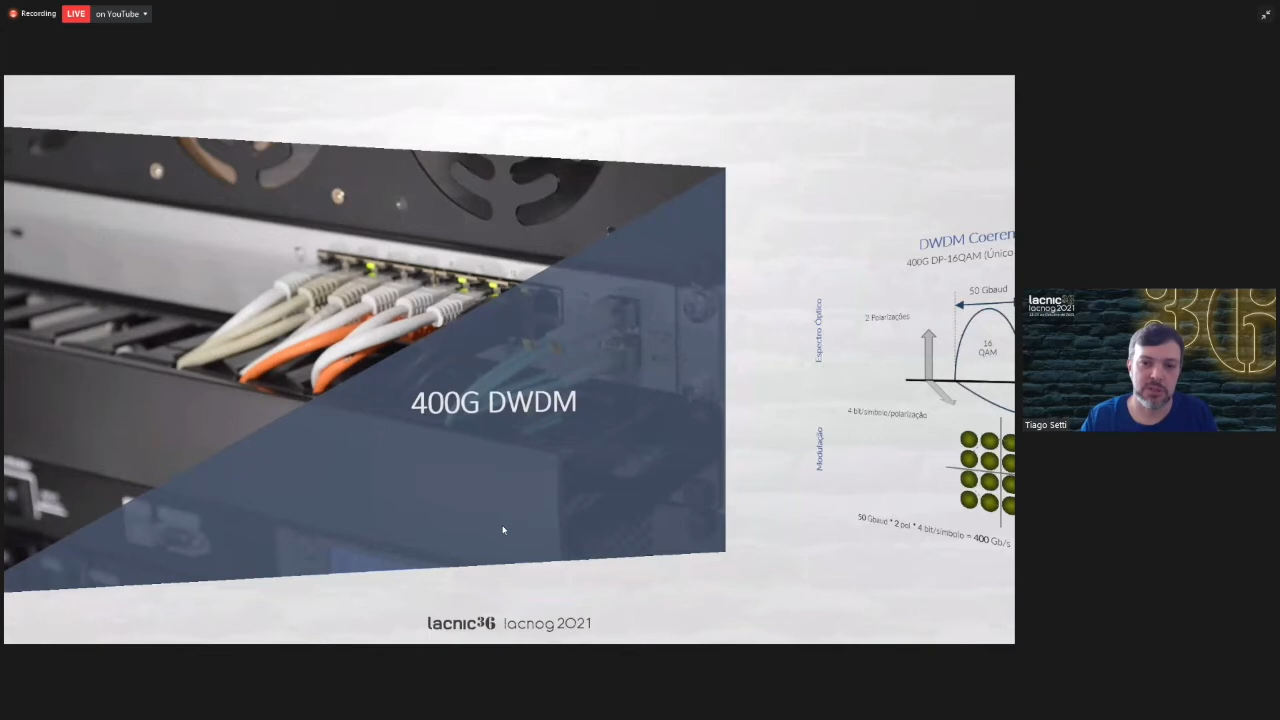 Recording
LIVE
on YouTube
400G DWDM
lacnic36 lacnog 2021
DWDM Coeren
400G DP-16QAM (Único
50 Gbaud
Espectro Óptico
2 Polarizações
16
QAM
4 bit/símbolo/polarização
Modulação
50 Gbaud * 2 pol * 4 bit/símbolo = 400 Gb/s
lacnic36
lacnog2021
36
Tiago Setti